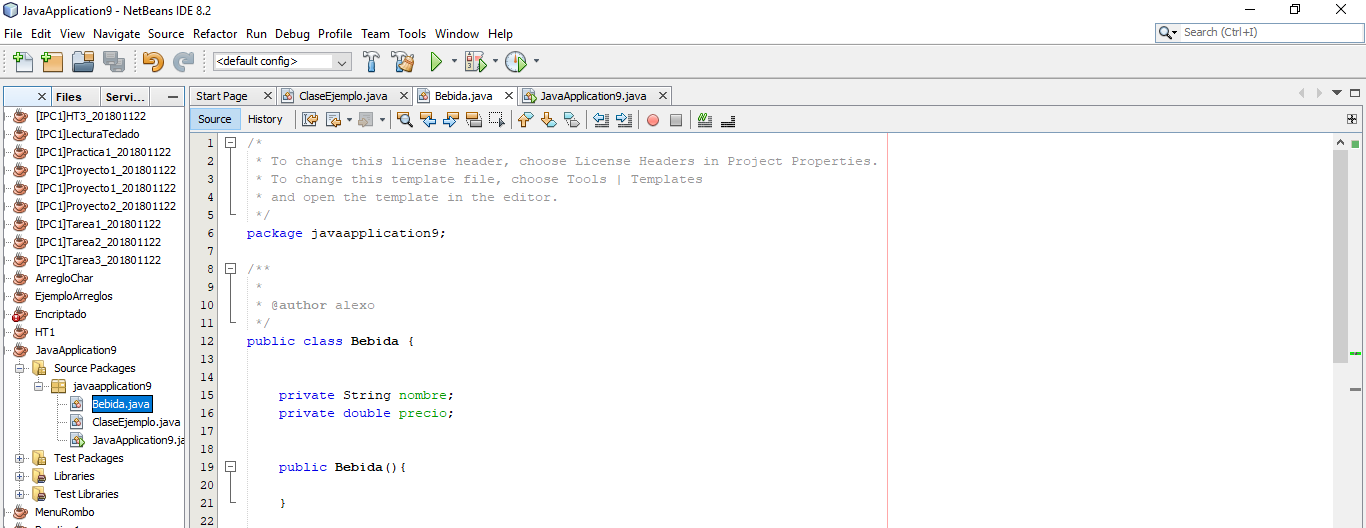 JavaApplication9 - NetBeans IDE 8.2
File Edit View Navigate Source Refactor Run Debug Profile Team Tools Window Help
Search (Ctrl+I)
<default config>
Files Servi...
Start Page ClaseEjemplo.java Bebida.java JavaApplication9.java
Source History
[IPC1]HT3_201801122
[IPC1]LecturaTeclado
[IPC1]Practica1_201801122
[IPC1]Proyecto1_201801122
[IPC1]Proyecto1_201801122
[IPC1]Proyecto2_201801122
[IPC1]Tarea1_201801122
[IPC1]Tarea2_201801122
[IPC1]Tarea3_201801122
ArregloChar
EjemploArreglos
Encriptado
HT1
JavaApplication9
Source Packages
javaapplication9
Bebida.java
ClaseEjemplo.java
JavaApplication9.ja
Test Packages
Libraries
Test Libraries
MenuRombo
1 /*
2 * To change this license header, choose License Headers in Project Properties.
3 * To change this template file, choose Tools | Templates
4 * and open the template in the editor.
5 */
6 package javaapplication9;
7
8 /**
9 *
10 * @author alexo
11 */
12 public class Bebida {
13
14
15 private String nombre;
16 private double precio;
17
18
19 public Bebida(){
20
21 }
22